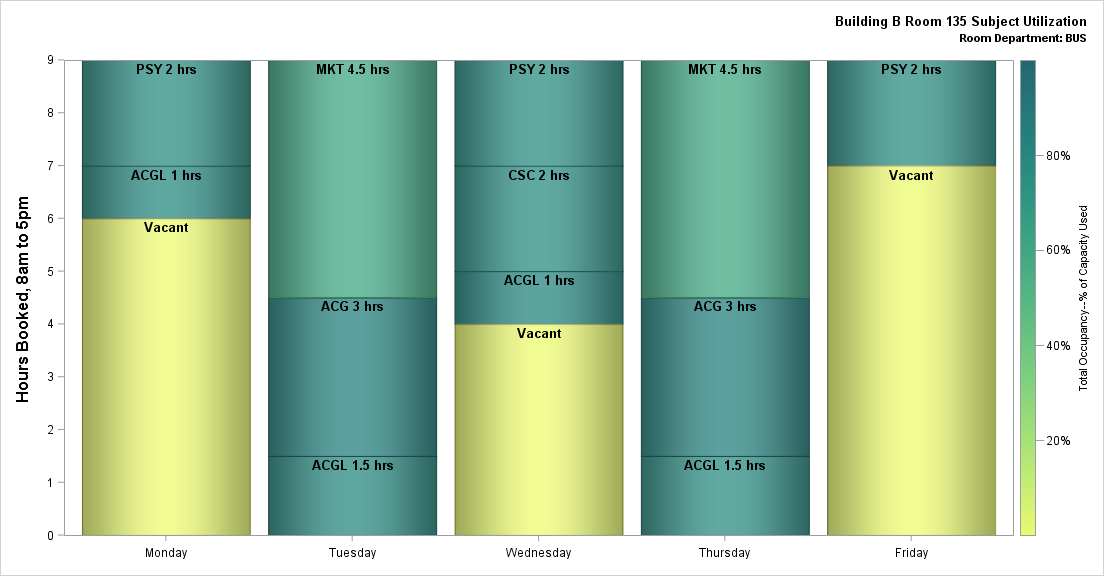 Building B Room 135 Subject Utilization
Room Department: BUS
Hours Booked, 8am to 5pm
9
8
7
6
5
4
3
2
1
0
PSY 2 hrs
ACGL 1 hrs
Vacant
Monday
MKT 4.5 hrs
ACG 3 hrs
ACGL 1.5 hrs
Tuesday
PSY 2 hrs
CSC 2 hrs
ACGL 1 hrs
Vacant
Wednesday
MKT 4.5 hrs
ACG 3 hrs
ACGL 1.5 hrs
Thursday
PSY 2 hrs
Vacant
Friday
80%
60%
40%
20%
Total Occupancy--% of Capacity Used